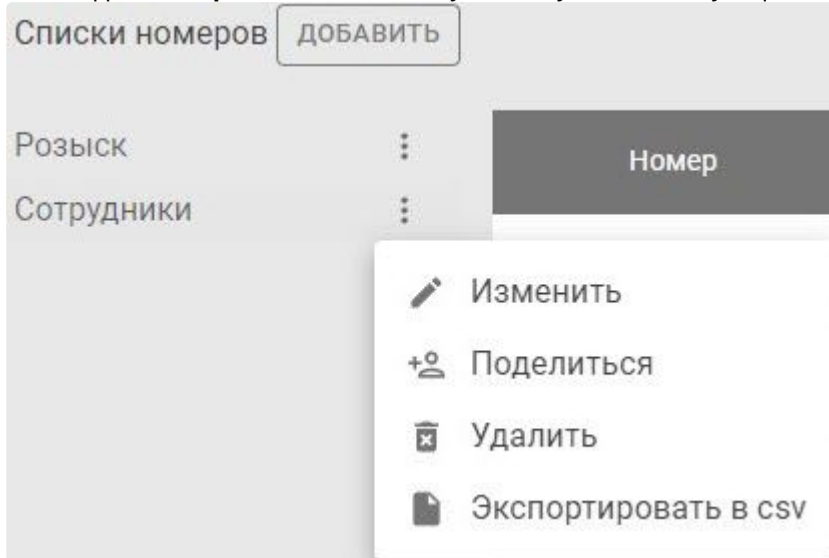 Списки номеров ДОБАВИТЬ
Розыск
Номер
Сотрудники
Изменить
Поделиться
Удалить
Экспортировать в csv